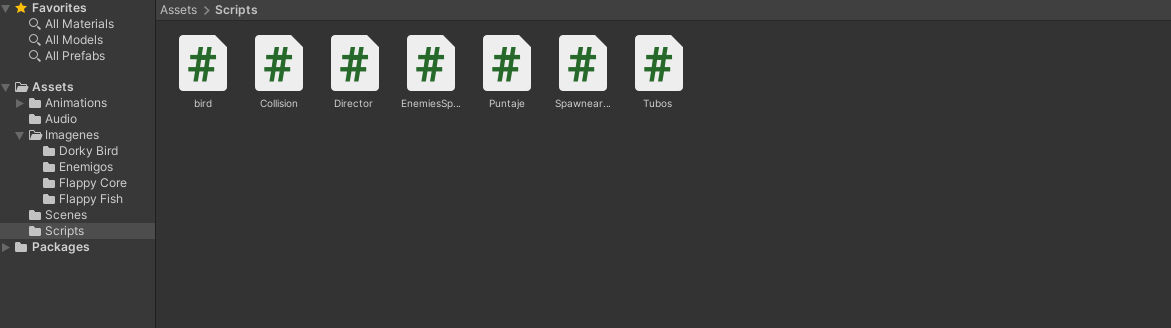 Favorites
All Materials
All Models
All Prefabs
Assets
Animations
Audio
Imagenes
Dorky Bird
Enemigos
Flappy Core
Flappy Fish
Scenes
Scripts
Packages
Assets > Scripts
# # # # # # #
bird Collision Director EnemiesSp... Puntaje Spawnear... Tubos